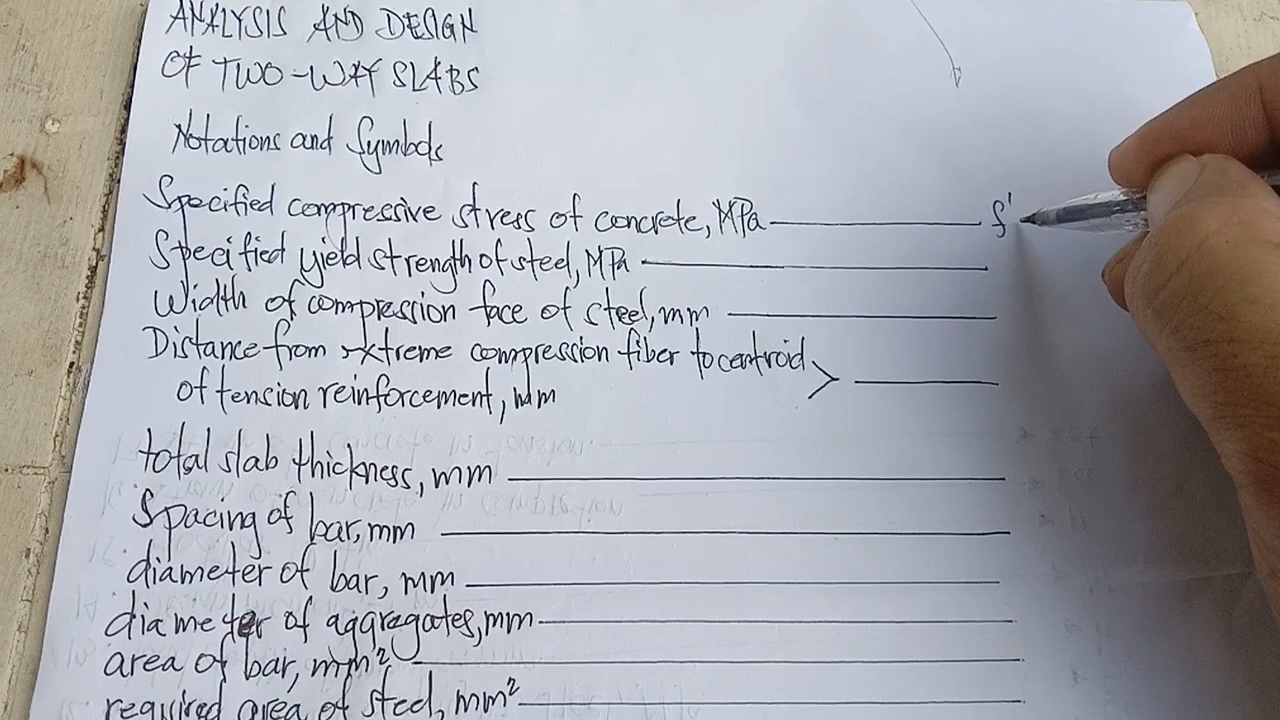 ANALYSIS AND DESIGN
OF TWO-WAY SLABS
Notations and Symbols
Specified compressive stress of concrete, MPa f'
Specified yield strength of steel, MPa
Width of compression face of steel, mm
Distance from extreme compression fiber to centroid
of tension reinforcement, mm
total slab thickness, mm
Spacing of bar, mm
diameter of bar, mm
diameter of aggregates, mm
area of bar, mm²
required area of steel, mm²